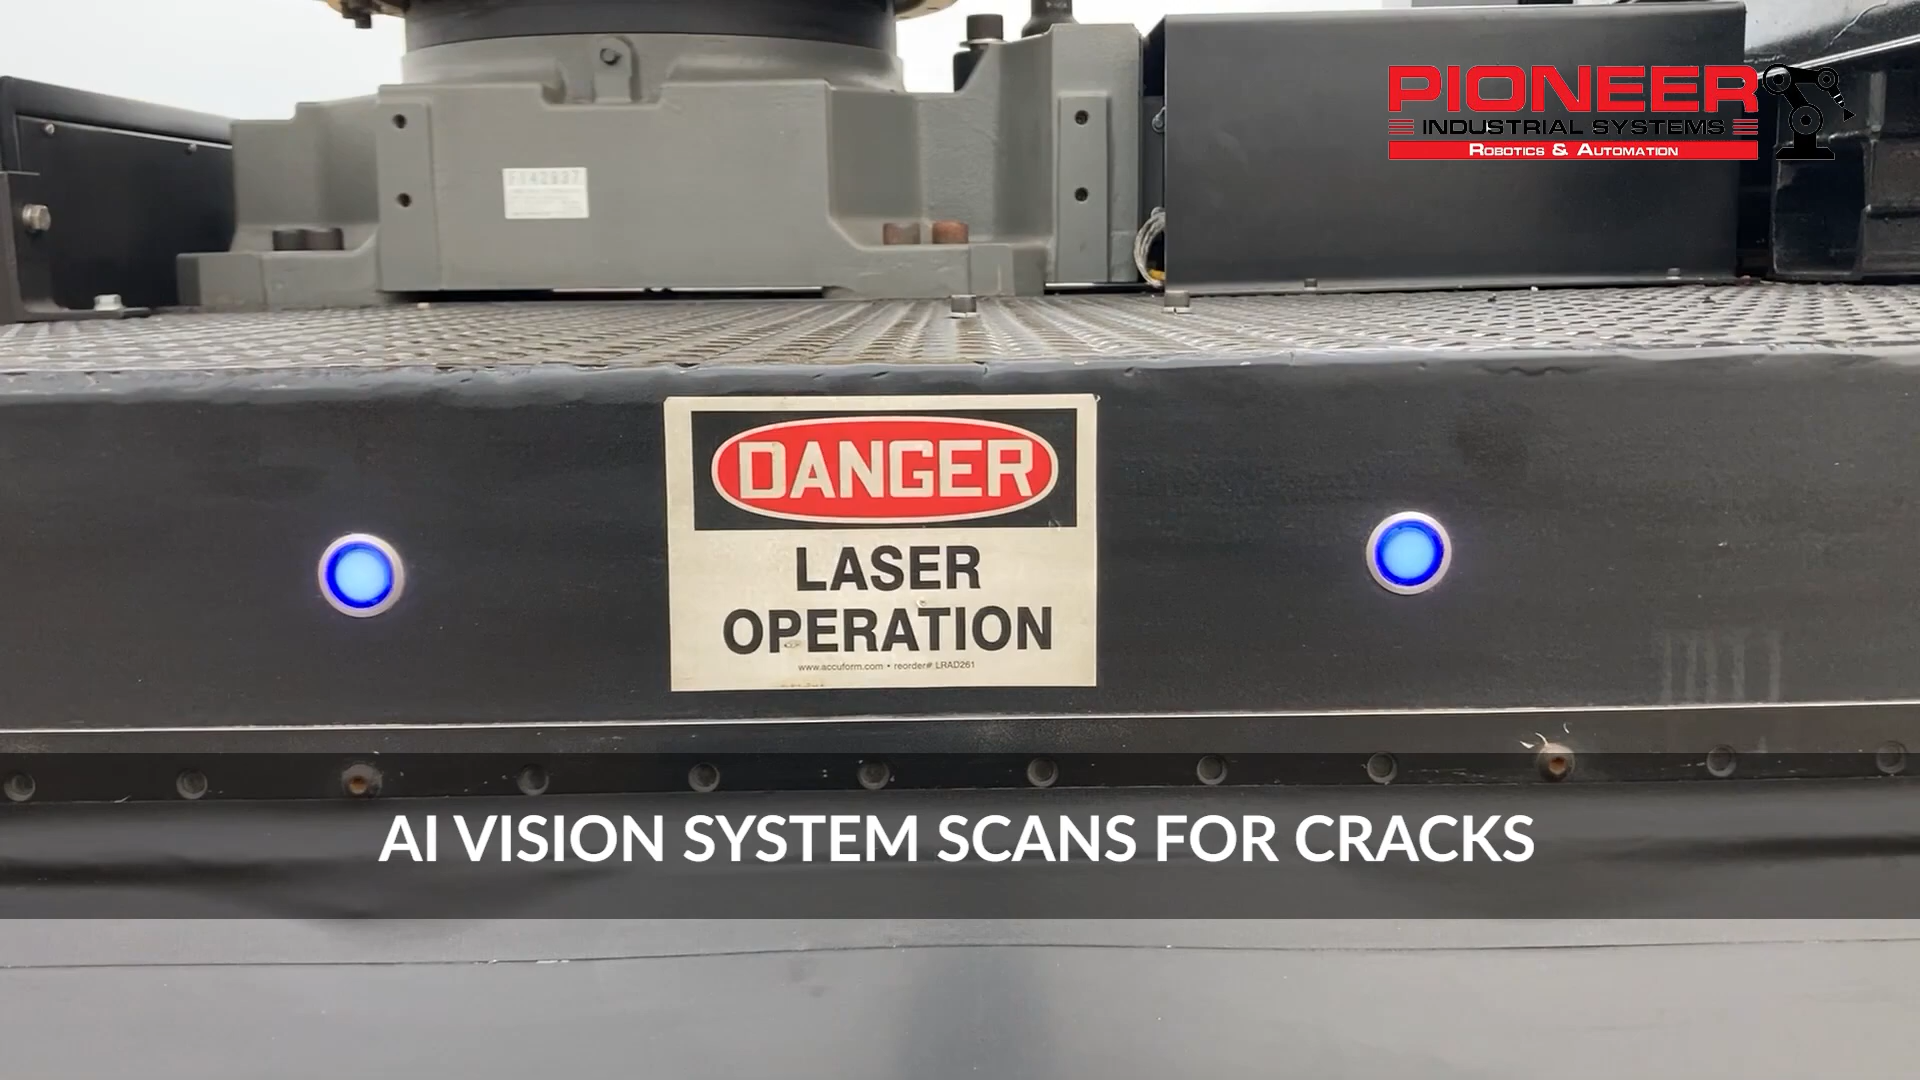 PIONEER
INDUSTRIAL SYSTEMS
ROBOTICS & AUTOMATION
DANGER
LASER
OPERATION
www.accuform.com • reorder# LRAD261
AI VISION SYSTEM SCANS FOR CRACKS